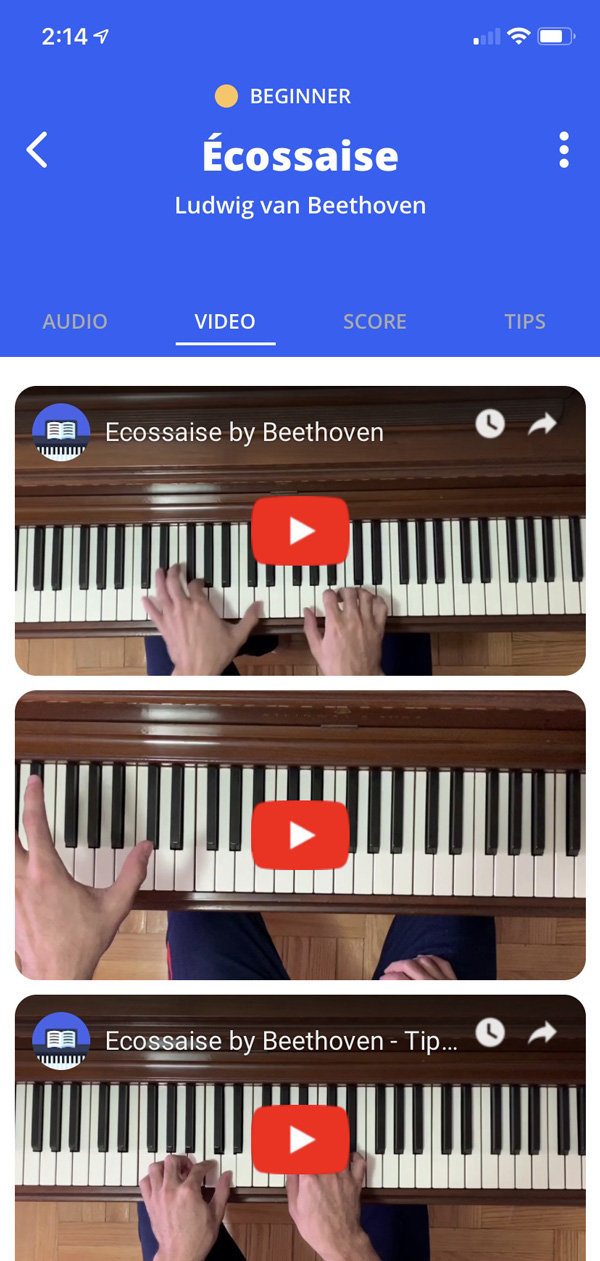 2:14
BEGINNER
Écossaise
Ludwig van Beethoven
AUDIO VIDEO SCORE TIPS
Ecossaise by Beethoven
Ecossaise by Beethoven - Tip...